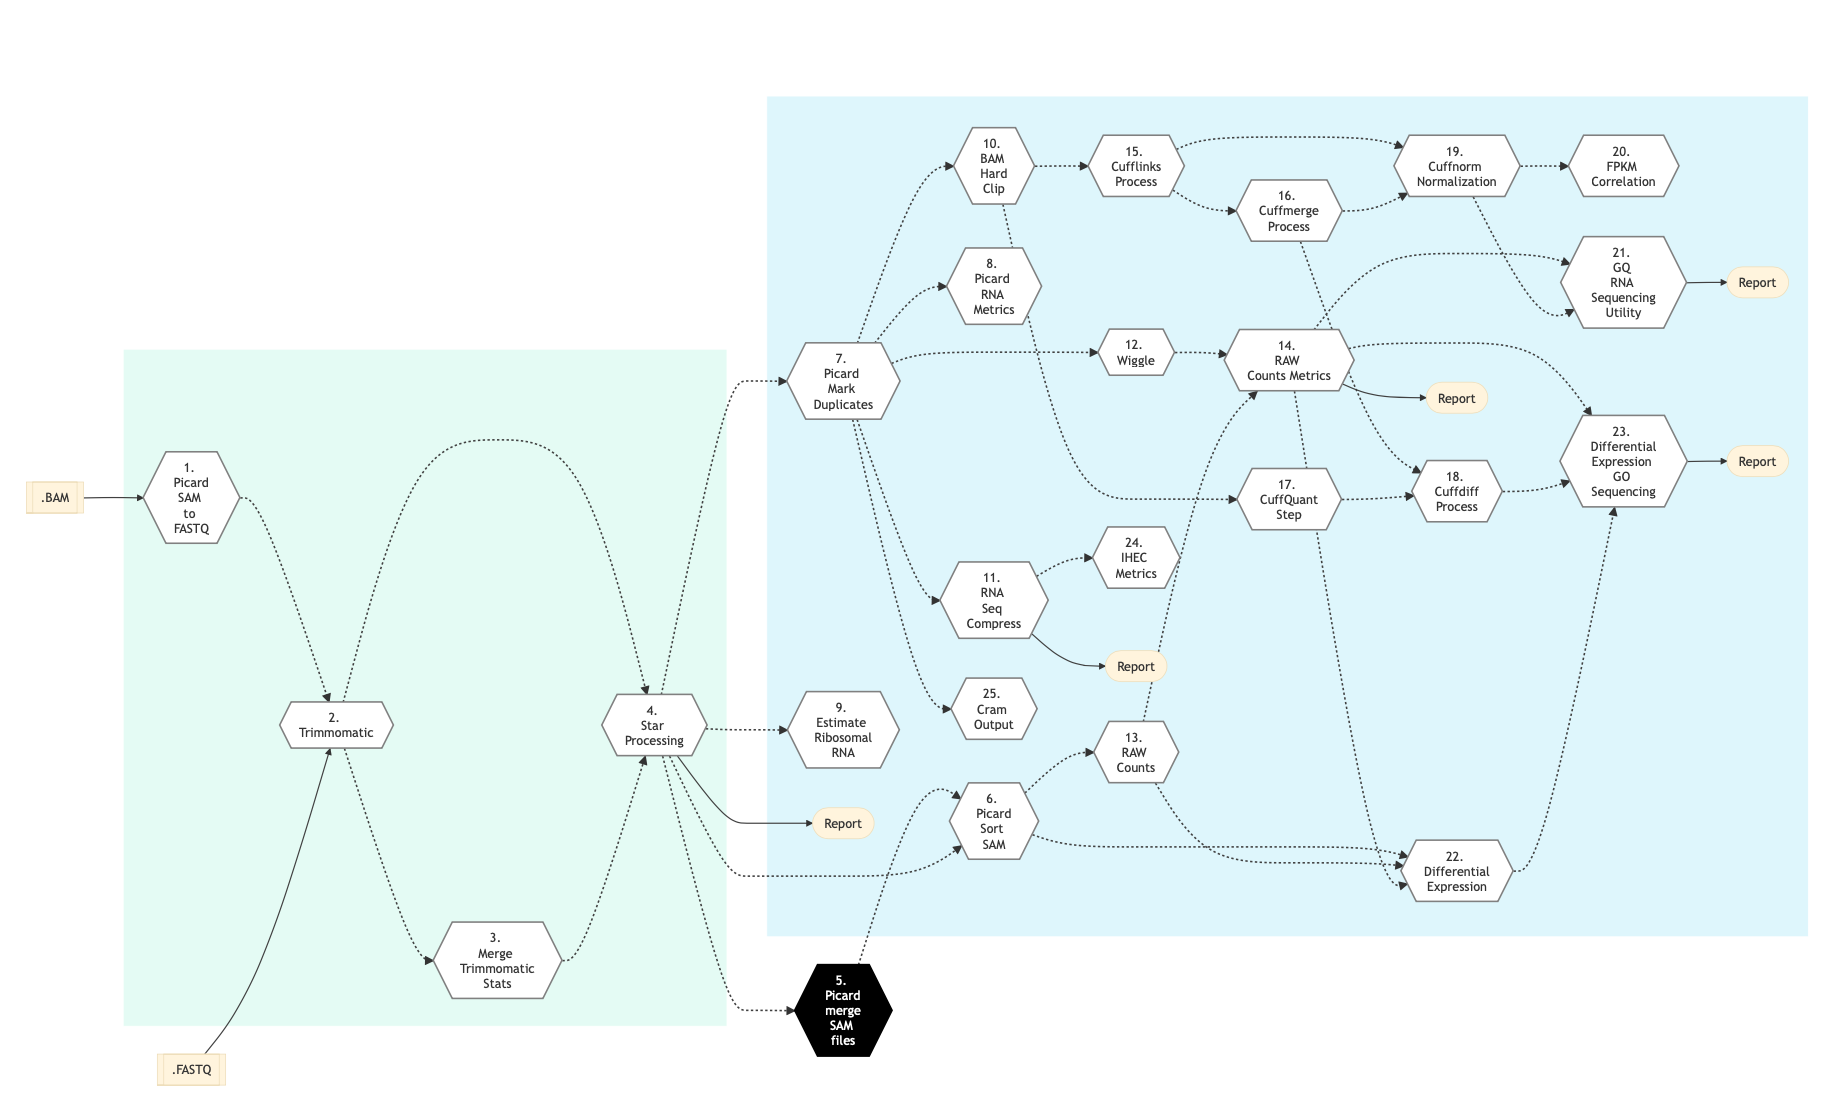 .BAM
.FASTQ
1.
Picard
SAM
to
FASTQ
2.
Trimmomatic
3.
Merge
Trimmomatic
Stats
4.
Star
Processing
Report
5.
Picard
merge
SAM
files
7.
Picard
Mark
Duplicates
9.
Estimate
Ribosomal
RNA
10.
BAM
Hard
Clip
8.
Picard
RNA
Metrics
11.
RNA
Seq
Compress
25.
Cram
Output
6.
Picard
Sort
SAM
15.
Cufflinks
Process
12.
Wiggle
24.
IHEC
Metrics
Report
13.
RAW
Counts
16.
Cuffmerge
Process
14.
RAW
Counts Metrics
17.
CuffQuant
Step
19.
Cuffnorm
Normalization
Report
18.
Cuffdiff
Process
22.
Differential
Expression
20.
FPKM
Correlation
21.
GQ
RNA
Sequencing
Utility
Report
23.
Differential
Expression
GO
Sequencing
Report